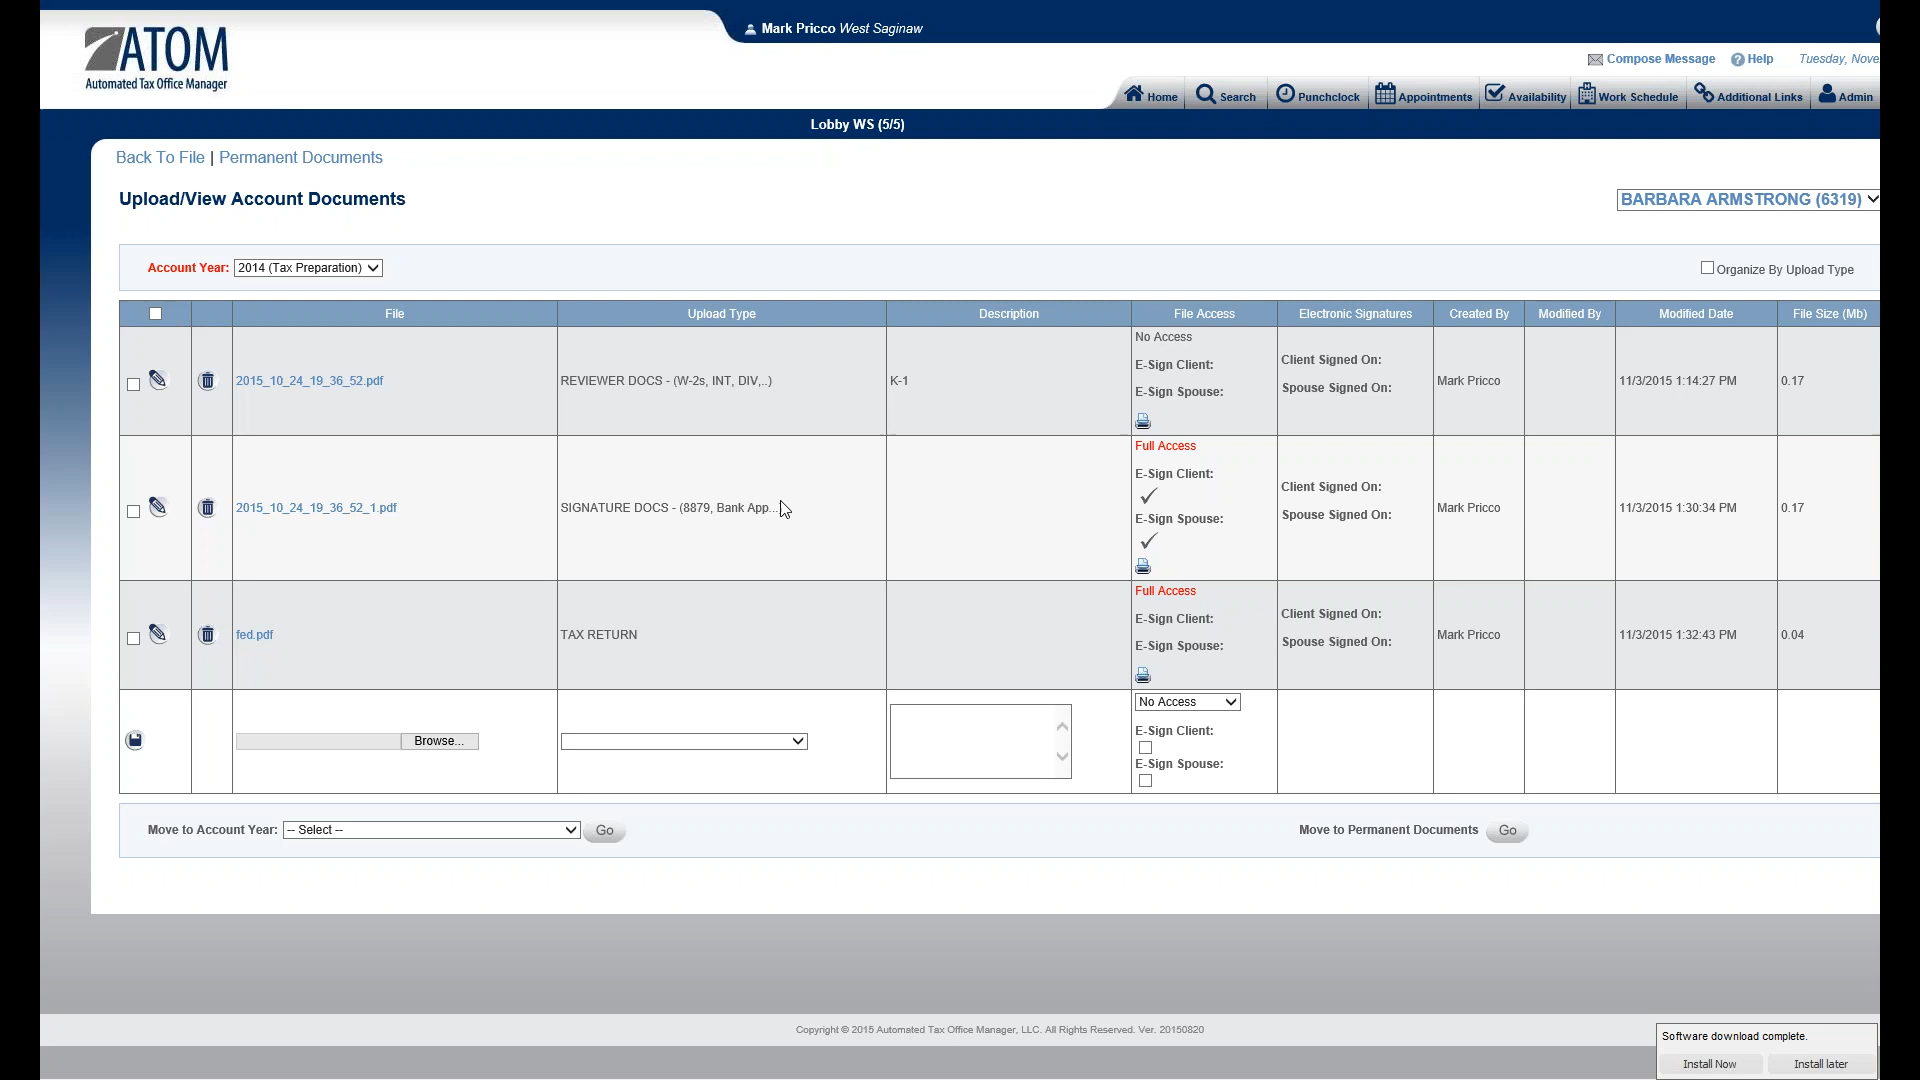 ATOM
Automated Tax Office Manager
Mark Pricco West Saginaw
Compose Message Help Tuesday, Nove
Home Search Punchclock Appointments Availability Work Schedule Additional Links Admin
Lobby WS (5/5)
Back To File | Permanent Documents
Upload/View Account Documents
BARBARA ARMSTRONG (6319)
Account Year: 2014 (Tax Preparation)
Organize By Upload Type
File Upload Type Description File Access Electronic Signatures Created By Modified By Modified Date File Size (Mb)
No Access
E-Sign Client:
E-Sign Spouse:
Client Signed On:
Spouse Signed On:
2015_10_24_19_36_52.pdf REVIEWER DOCS - (W-2s, INT, DIV,..) K-1 Mark Pricco 11/3/2015 1:14:27 PM 0.17
Full Access
E-Sign Client:
E-Sign Spouse:
Client Signed On:
Spouse Signed On:
2015_10_24_19_36_52_1.pdf SIGNATURE DOCS - (8879, Bank App... Mark Pricco 11/3/2015 1:30:34 PM 0.17
Full Access
E-Sign Client:
E-Sign Spouse:
Client Signed On:
Spouse Signed On:
fed.pdf TAX RETURN Mark Pricco 11/3/2015 1:32:43 PM 0.04
No Access
E-Sign Client:
E-Sign Spouse:
Browse...
Move to Account Year: -- Select -- Go
Move to Permanent Documents Go
Copyright © 2015 Automated Tax Office Manager, LLC. All Rights Reserved. Ver. 20150820
Software download complete.
Install Now Install later